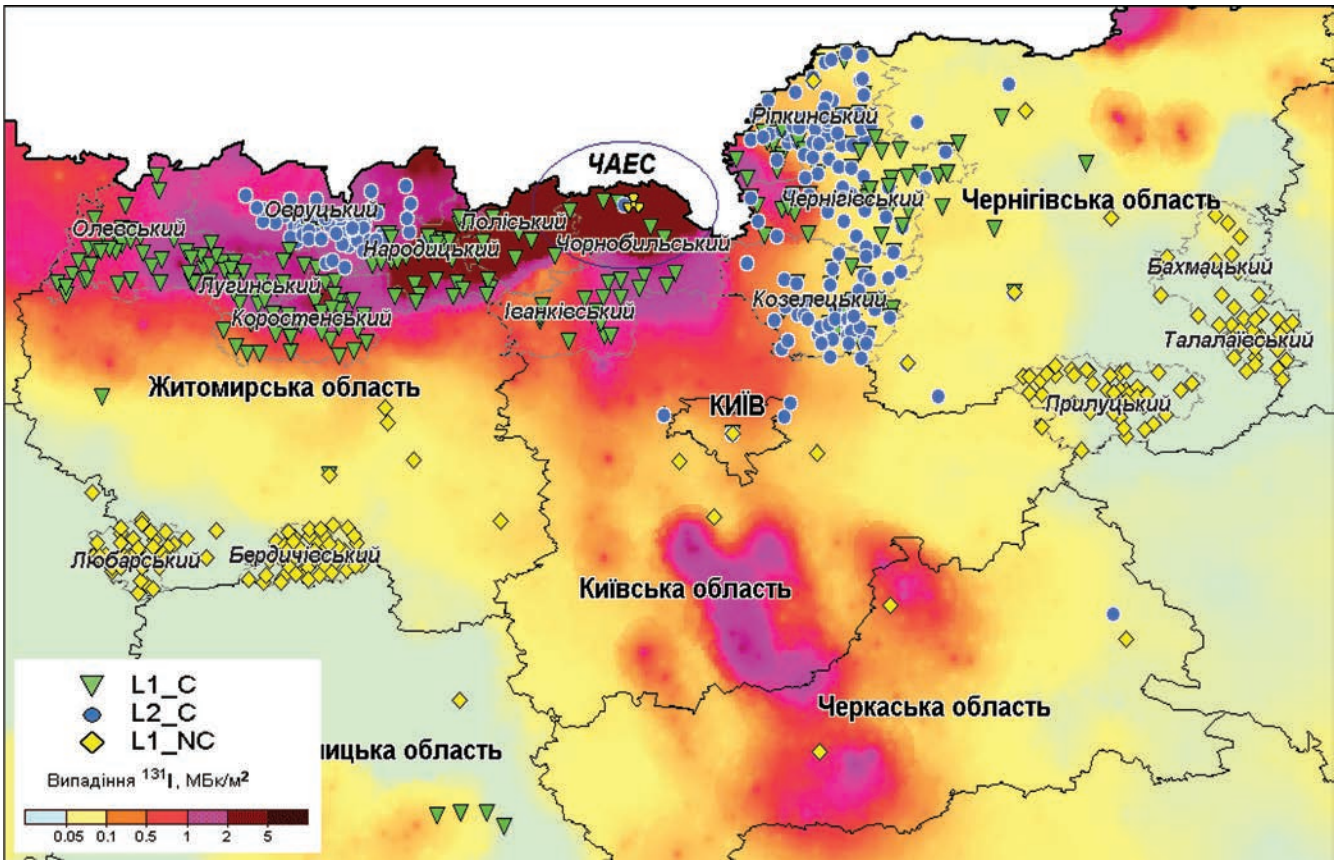 ЧАЕС
Ріпкинський
Овруцький
Поліський
Чернігівський
Чернігівська область
Олевський
Народицький
Чорнобильський
Лугинський
Бахмацький
Коростенський
Іванківський
Козелецький
Талалаївський
Житомирська область
КИЇВ
Прилуцький
Любарський
Бердичівський
Київська область
Черкаська область
ницька область
L1_C
L2_C
L1_NC
Випадіння ¹³¹I, МБк/м²
0.05 0.1 0.5 1 2 5